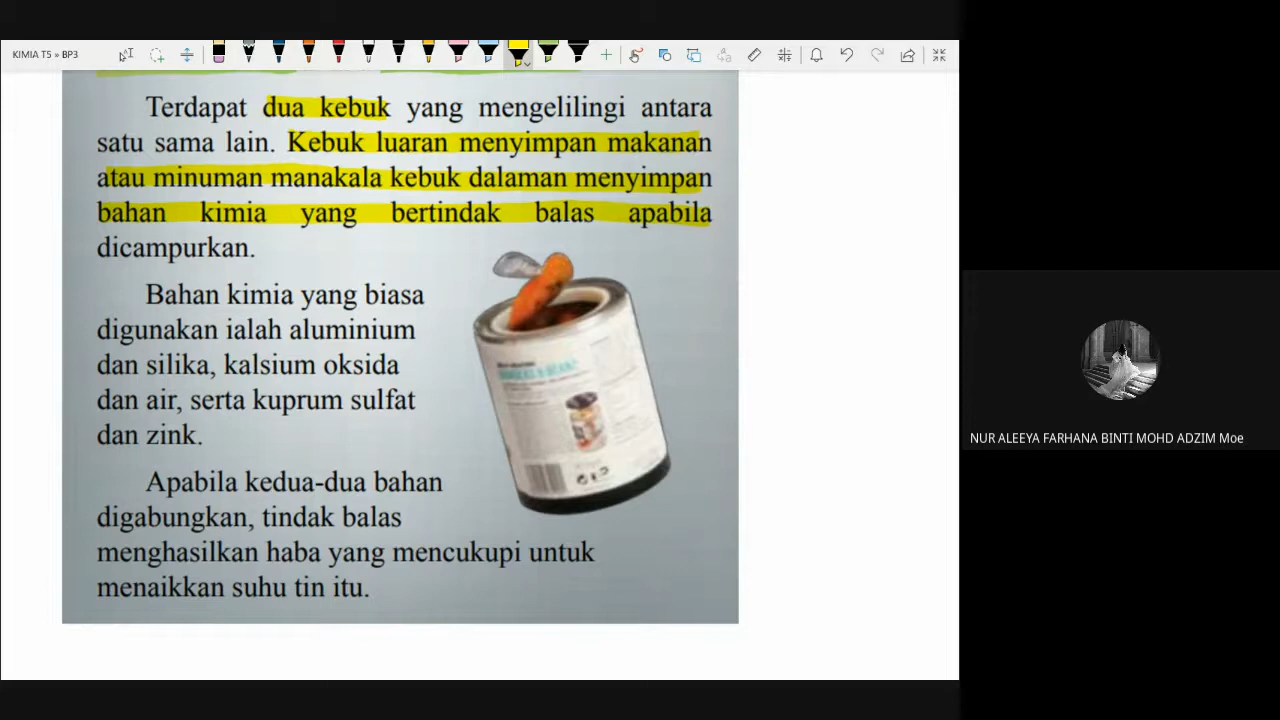 KIMIA T5 » BP3
Terdapat dua kebuk yang mengelilingi antara
satu sama lain. Kebuk luaran menyimpan makanan
atau minuman manakala kebuk dalaman menyimpan
bahan kimia yang bertindak balas apabila
dicampurkan.
Bahan kimia yang biasa
digunakan ialah aluminium
dan silika, kalsium oksida
dan air, serta kuprum sulfat
dan zink.
Apabila kedua-dua bahan
digabungkan, tindak balas
menghasilkan haba yang mencukupi untuk
menaikkan suhu tin itu.
NUR ALEEYA FARHANA BINTI MOHD ADZIM Moe